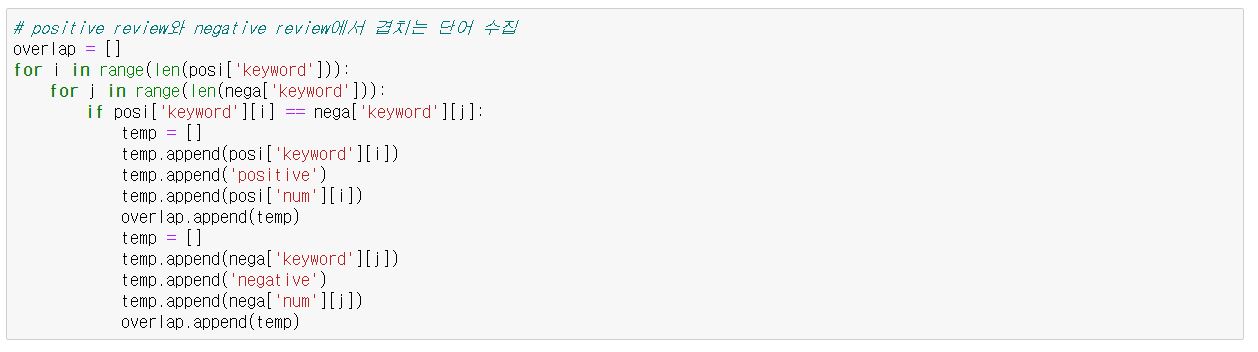 # positive review와 negative review에서 겹치는 단어 수집
overlap = []
for i in range(len(posi['keyword'])):
    for j in range(len(nega['keyword'])):
        if posi['keyword'][i] == nega['keyword'][j]:
            temp = []
            temp.append(posi['keyword'][i])
            temp.append('positive')
            temp.append(posi['num'][i])
            overlap.append(temp)
            temp = []
            temp.append(nega['keyword'][j])
            temp.append('negative')
            temp.append(nega['num'][j])
            overlap.append(temp)